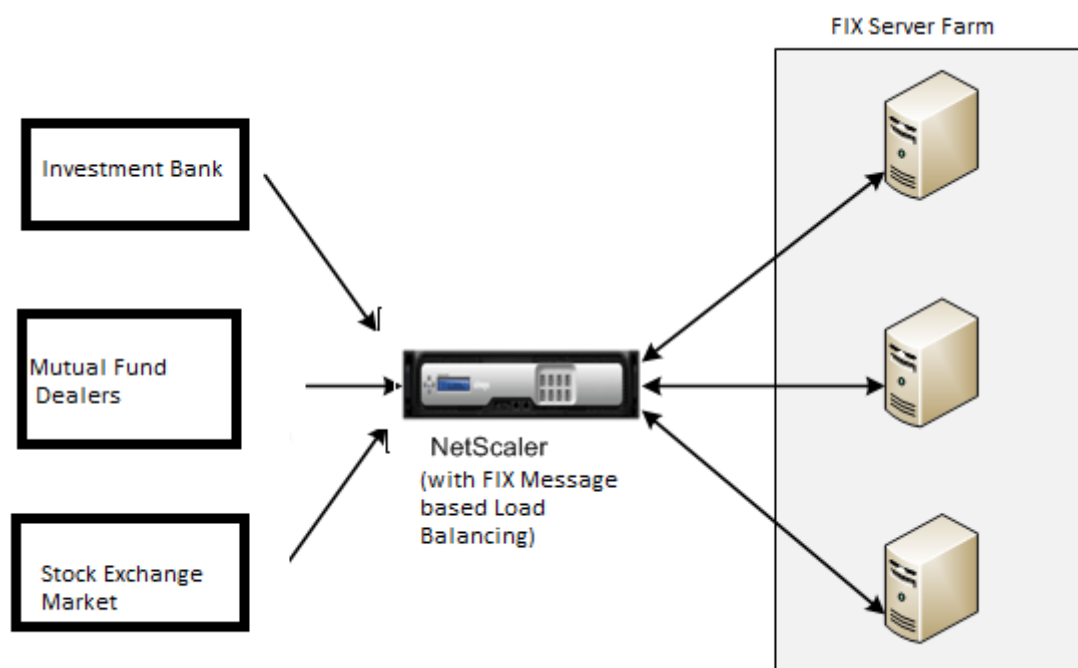 FIX Server Farm
Investment Bank
Mutual Fund
Dealers
Stock Exchange
Market
NetScaler
(with FIX Message
based Load
Balancing)